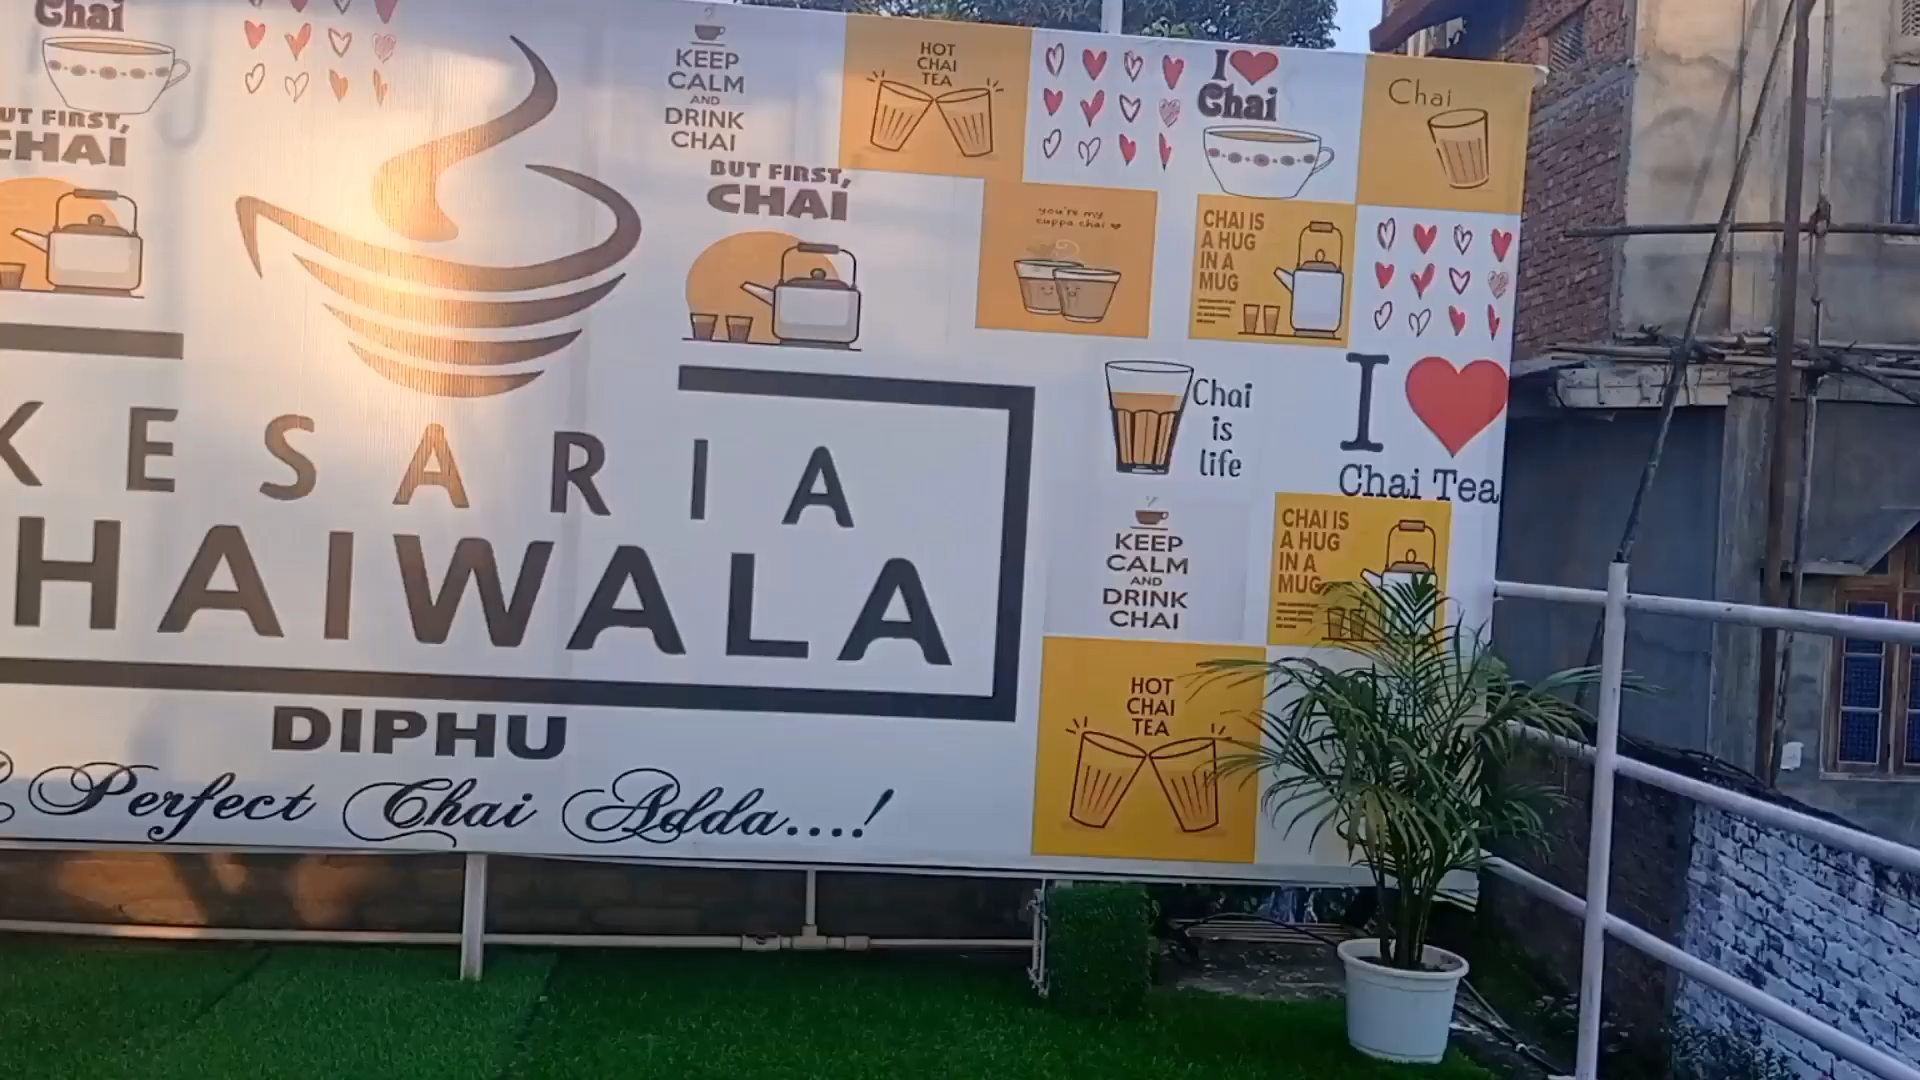 Chai
UT FIRST,
CHAI
KEEP
CALM
AND
DRINK
CHAI
BUT FIRST,
CHAI
HOT
CHAI
TEA
I
Chai
Chai
you're my
cuppa chai
CHAI IS
A HUG
IN A
MUG
Chai
is
life
I
Chai Tea
KEEP
CALM
AND
DRINK
CHAI
CHAI IS
A HUG
IN A
MUG
HOT
CHAI
TEA
KESARIA
HAIWALA
DIPHU
Perfect Chai Adda....!